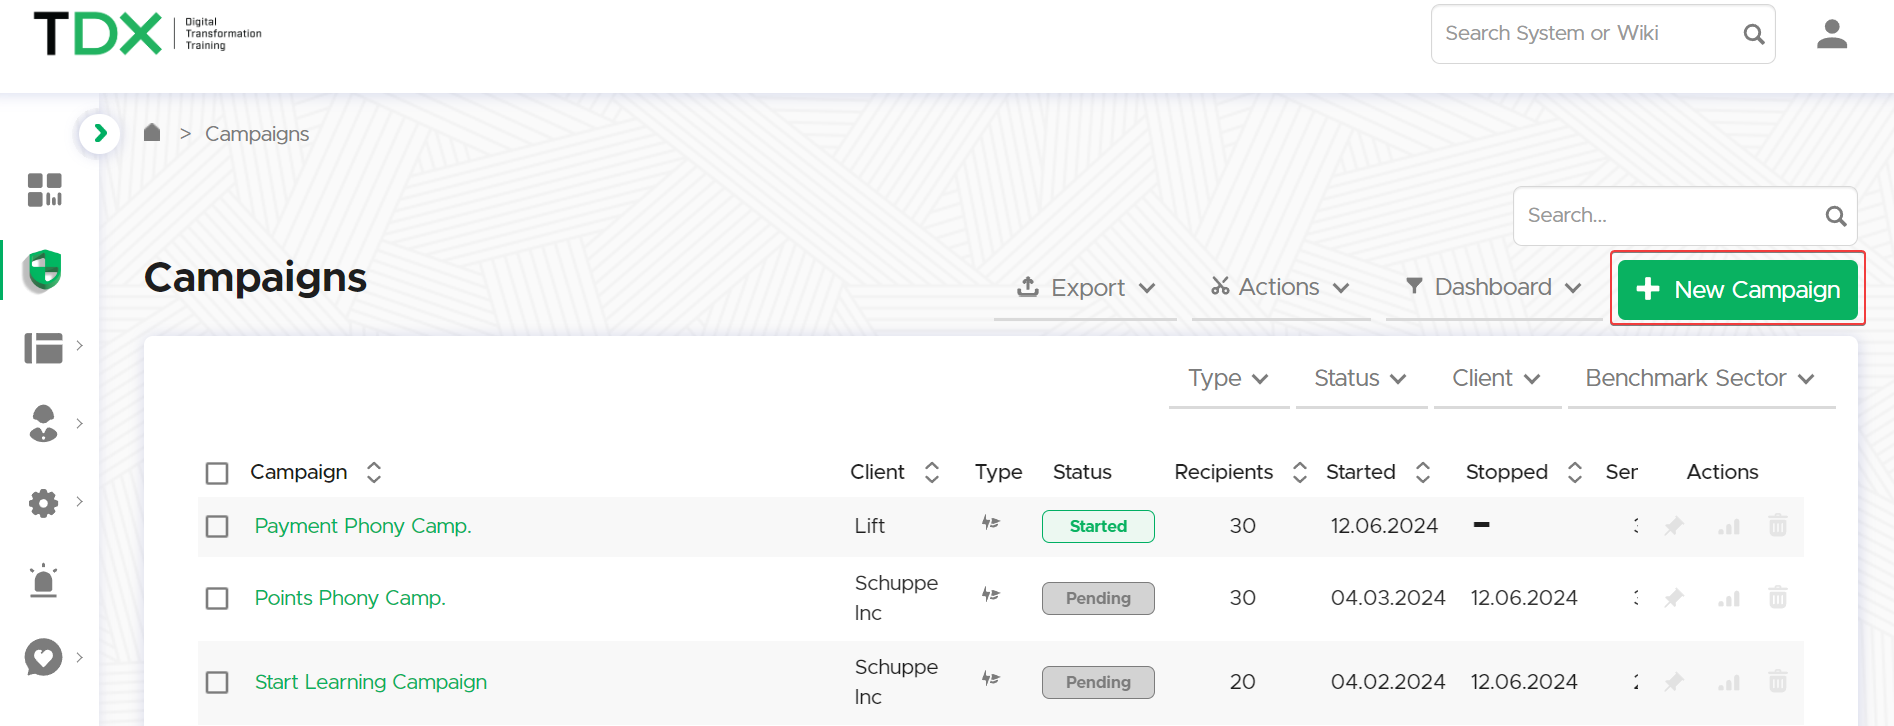 TDX
Digital
Transformation
Training
Search System or Wiki
> Campaigns
Search...
Campaigns
Export
Actions
Dashboard
New Campaign
Type
Status
Client
Benchmark Sector
Campaign Client Type Status Recipients Started Stopped Ser Actions
Payment Phony Camp. Lift Started 30 12.06.2024 –
Points Phony Camp. Schuppe Inc Pending 30 04.03.2024 12.06.2024
Start Learning Campaign Schuppe Inc Pending 20 04.02.2024 12.06.2024